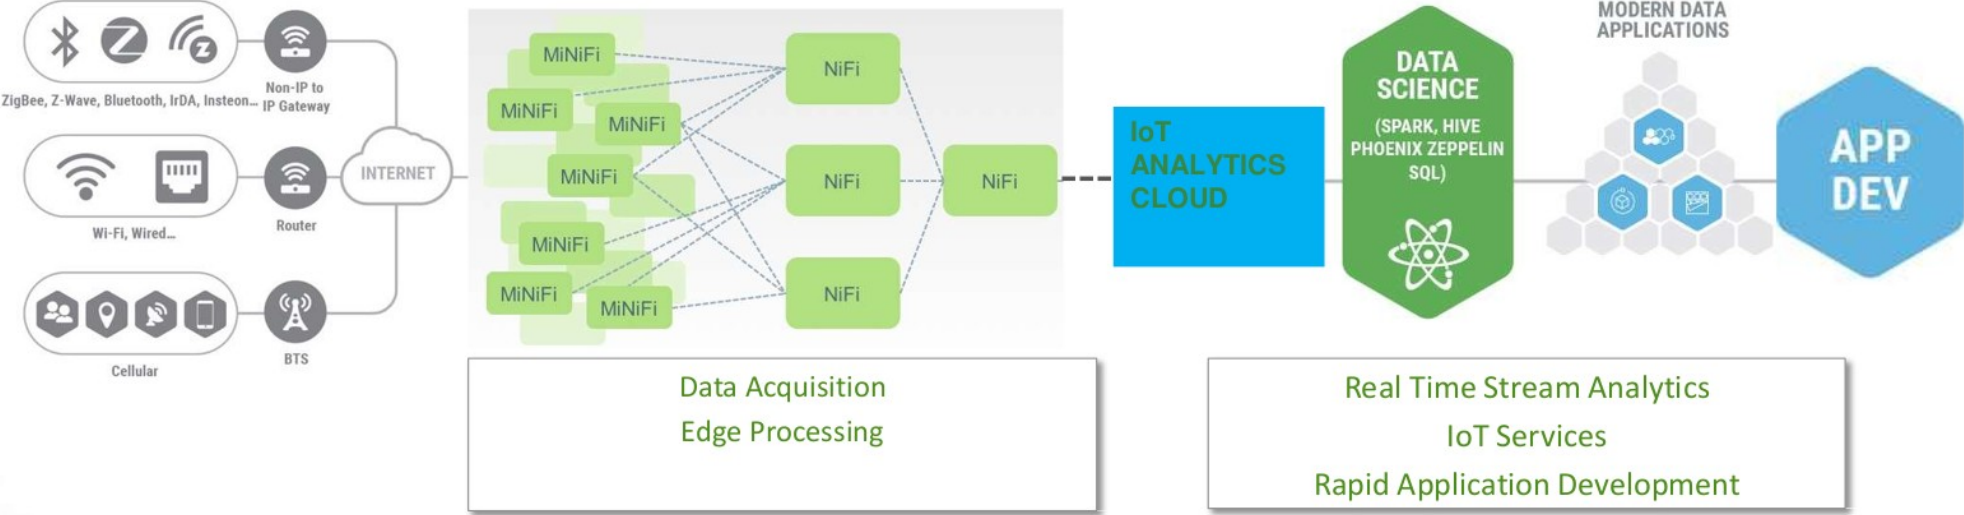 ZigBee, Z-Wave, Bluetooth, IrDA, Insteon...
Non-IP to
IP Gateway
Wi-Fi, Wired...
Router
Cellular
BTS
INTERNET
MiNiFi
MiNiFi
MiNiFi
MiNiFi
MiNiFi
MiNiFi
MiNiFi
NiFi
NiFi
NiFi
NiFi
Data Acquisition
Edge Processing
IoT
ANALYTICS
CLOUD
DATA
SCIENCE
(SPARK, HIVE
PHOENIX ZEPPELIN
SQL)
MODERN DATA
APPLICATIONS
APP
DEV
Real Time Stream Analytics
IoT Services
Rapid Application Development